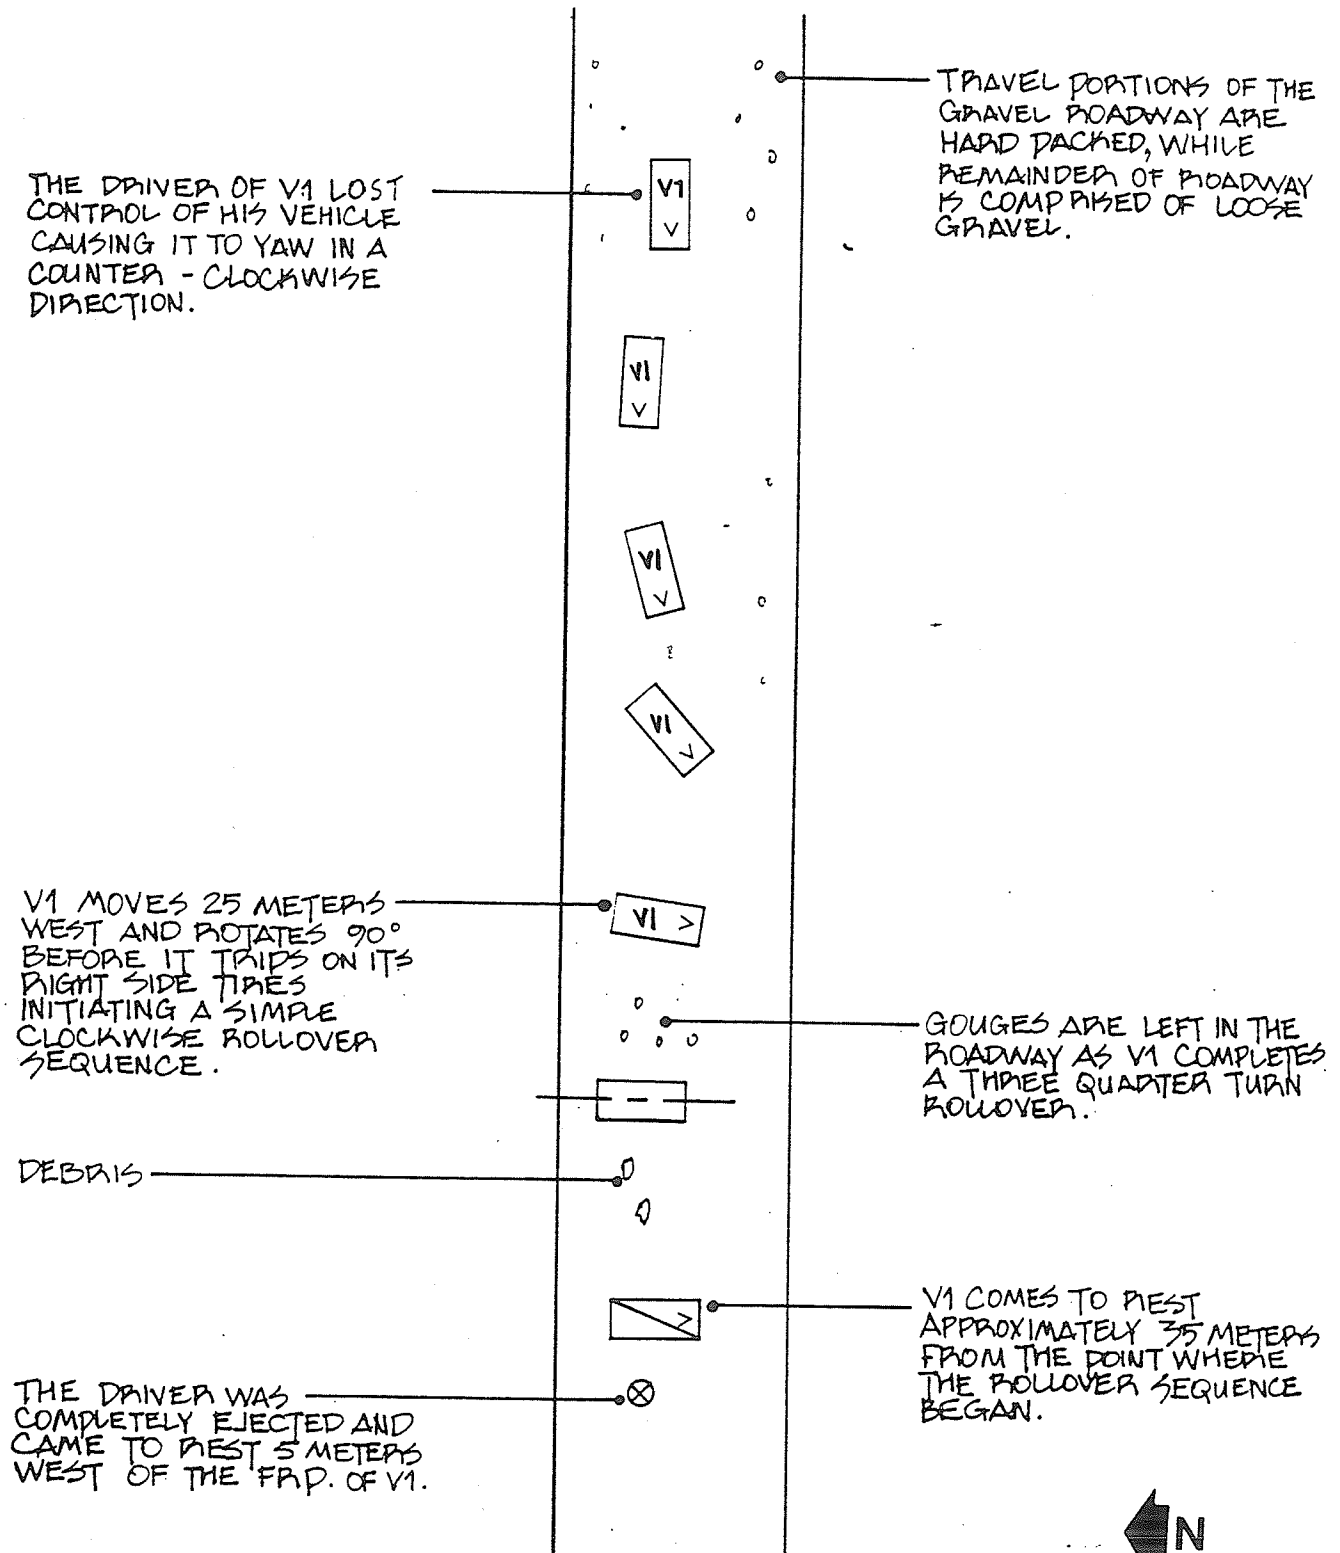 TRAVEL PORTIONS OF THE
GRAVEL ROADWAY ARE
HARD PACKED, WHILE
REMAINDER OF ROADWAY
IS COMPRISED OF LOOSE
GRAVEL.
THE DRIVER OF V1 LOST
CONTROL OF HIS VEHICLE
CAUSING IT TO YAW IN A
COUNTER - CLOCKWISE
DIRECTION.
V1
V1
V1
V1
V1 MOVES 25 METERS
WEST AND ROTATES 90°
BEFORE IT TRIPS ON ITS
RIGHT SIDE TIRES
INITIATING A SIMPLE
CLOCKWISE ROLLOVER
SEQUENCE.
V1
GOUGES ARE LEFT IN THE
ROADWAY AS V1 COMPLETES
A THREE QUARTER TURN
ROLLOVER.
DEBRIS
V1 COMES TO REST
APPROXIMATELY 35 METERS
FROM THE POINT WHERE
THE ROLLOVER SEQUENCE
BEGAN.
THE DRIVER WAS
COMPLETELY EJECTED AND
CAME TO REST 5 METERS
WEST OF THE FRP. OF V1.
N